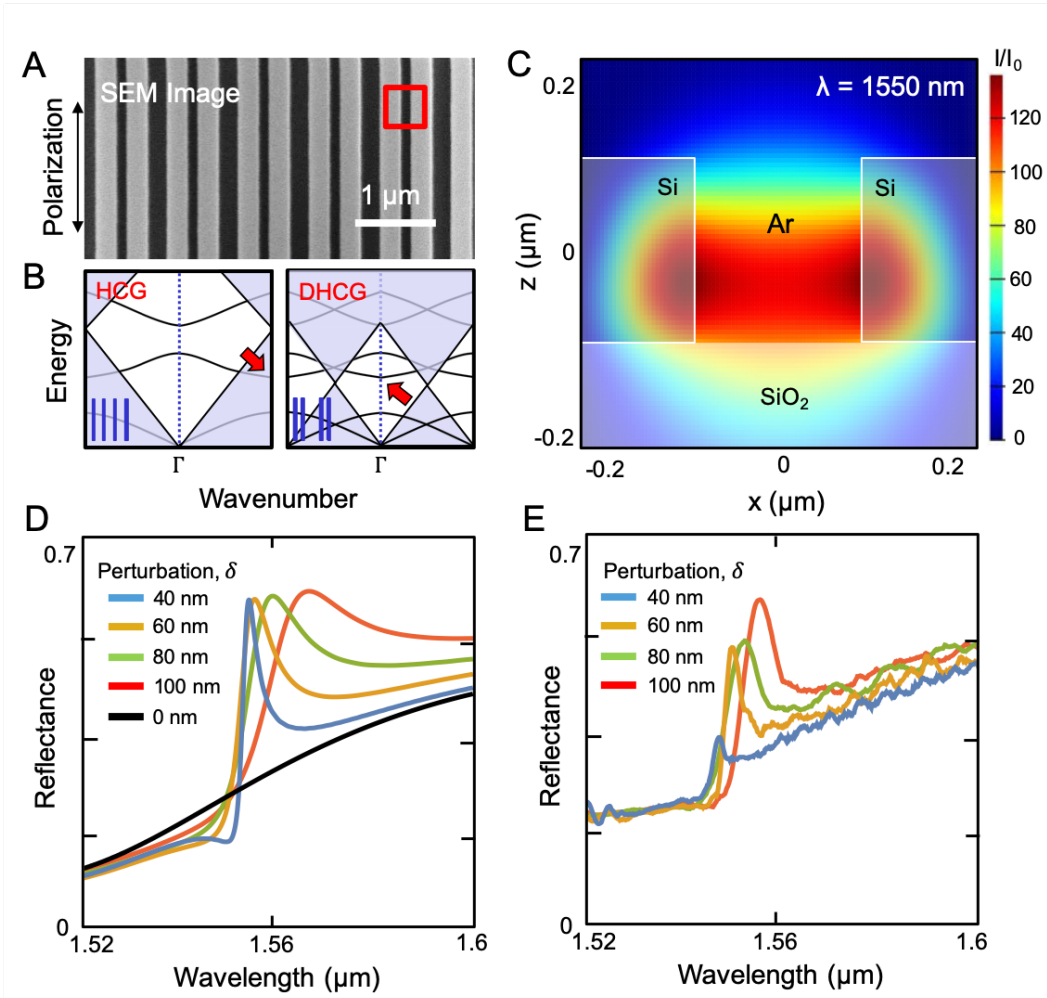 A
SEM Image
Polarization
1 μm
B
HCG
DHCG
Energy
Γ
Γ
Wavenumber
C
I/I₀
λ = 1550 nm
Si
Si
Ar
SiO₂
0.2
0
-0.2
z (μm)
-0.2
0
0.2
x (μm)
120
100
80
60
40
20
0
D
0.7
Perturbation, δ
40 nm
60 nm
80 nm
100 nm
0 nm
Reflectance
0
1.52
1.56
1.6
Wavelength (μm)
E
0.7
Perturbation, δ
40 nm
60 nm
80 nm
100 nm
Reflectance
0
1.52
1.56
1.6
Wavelength (μm)